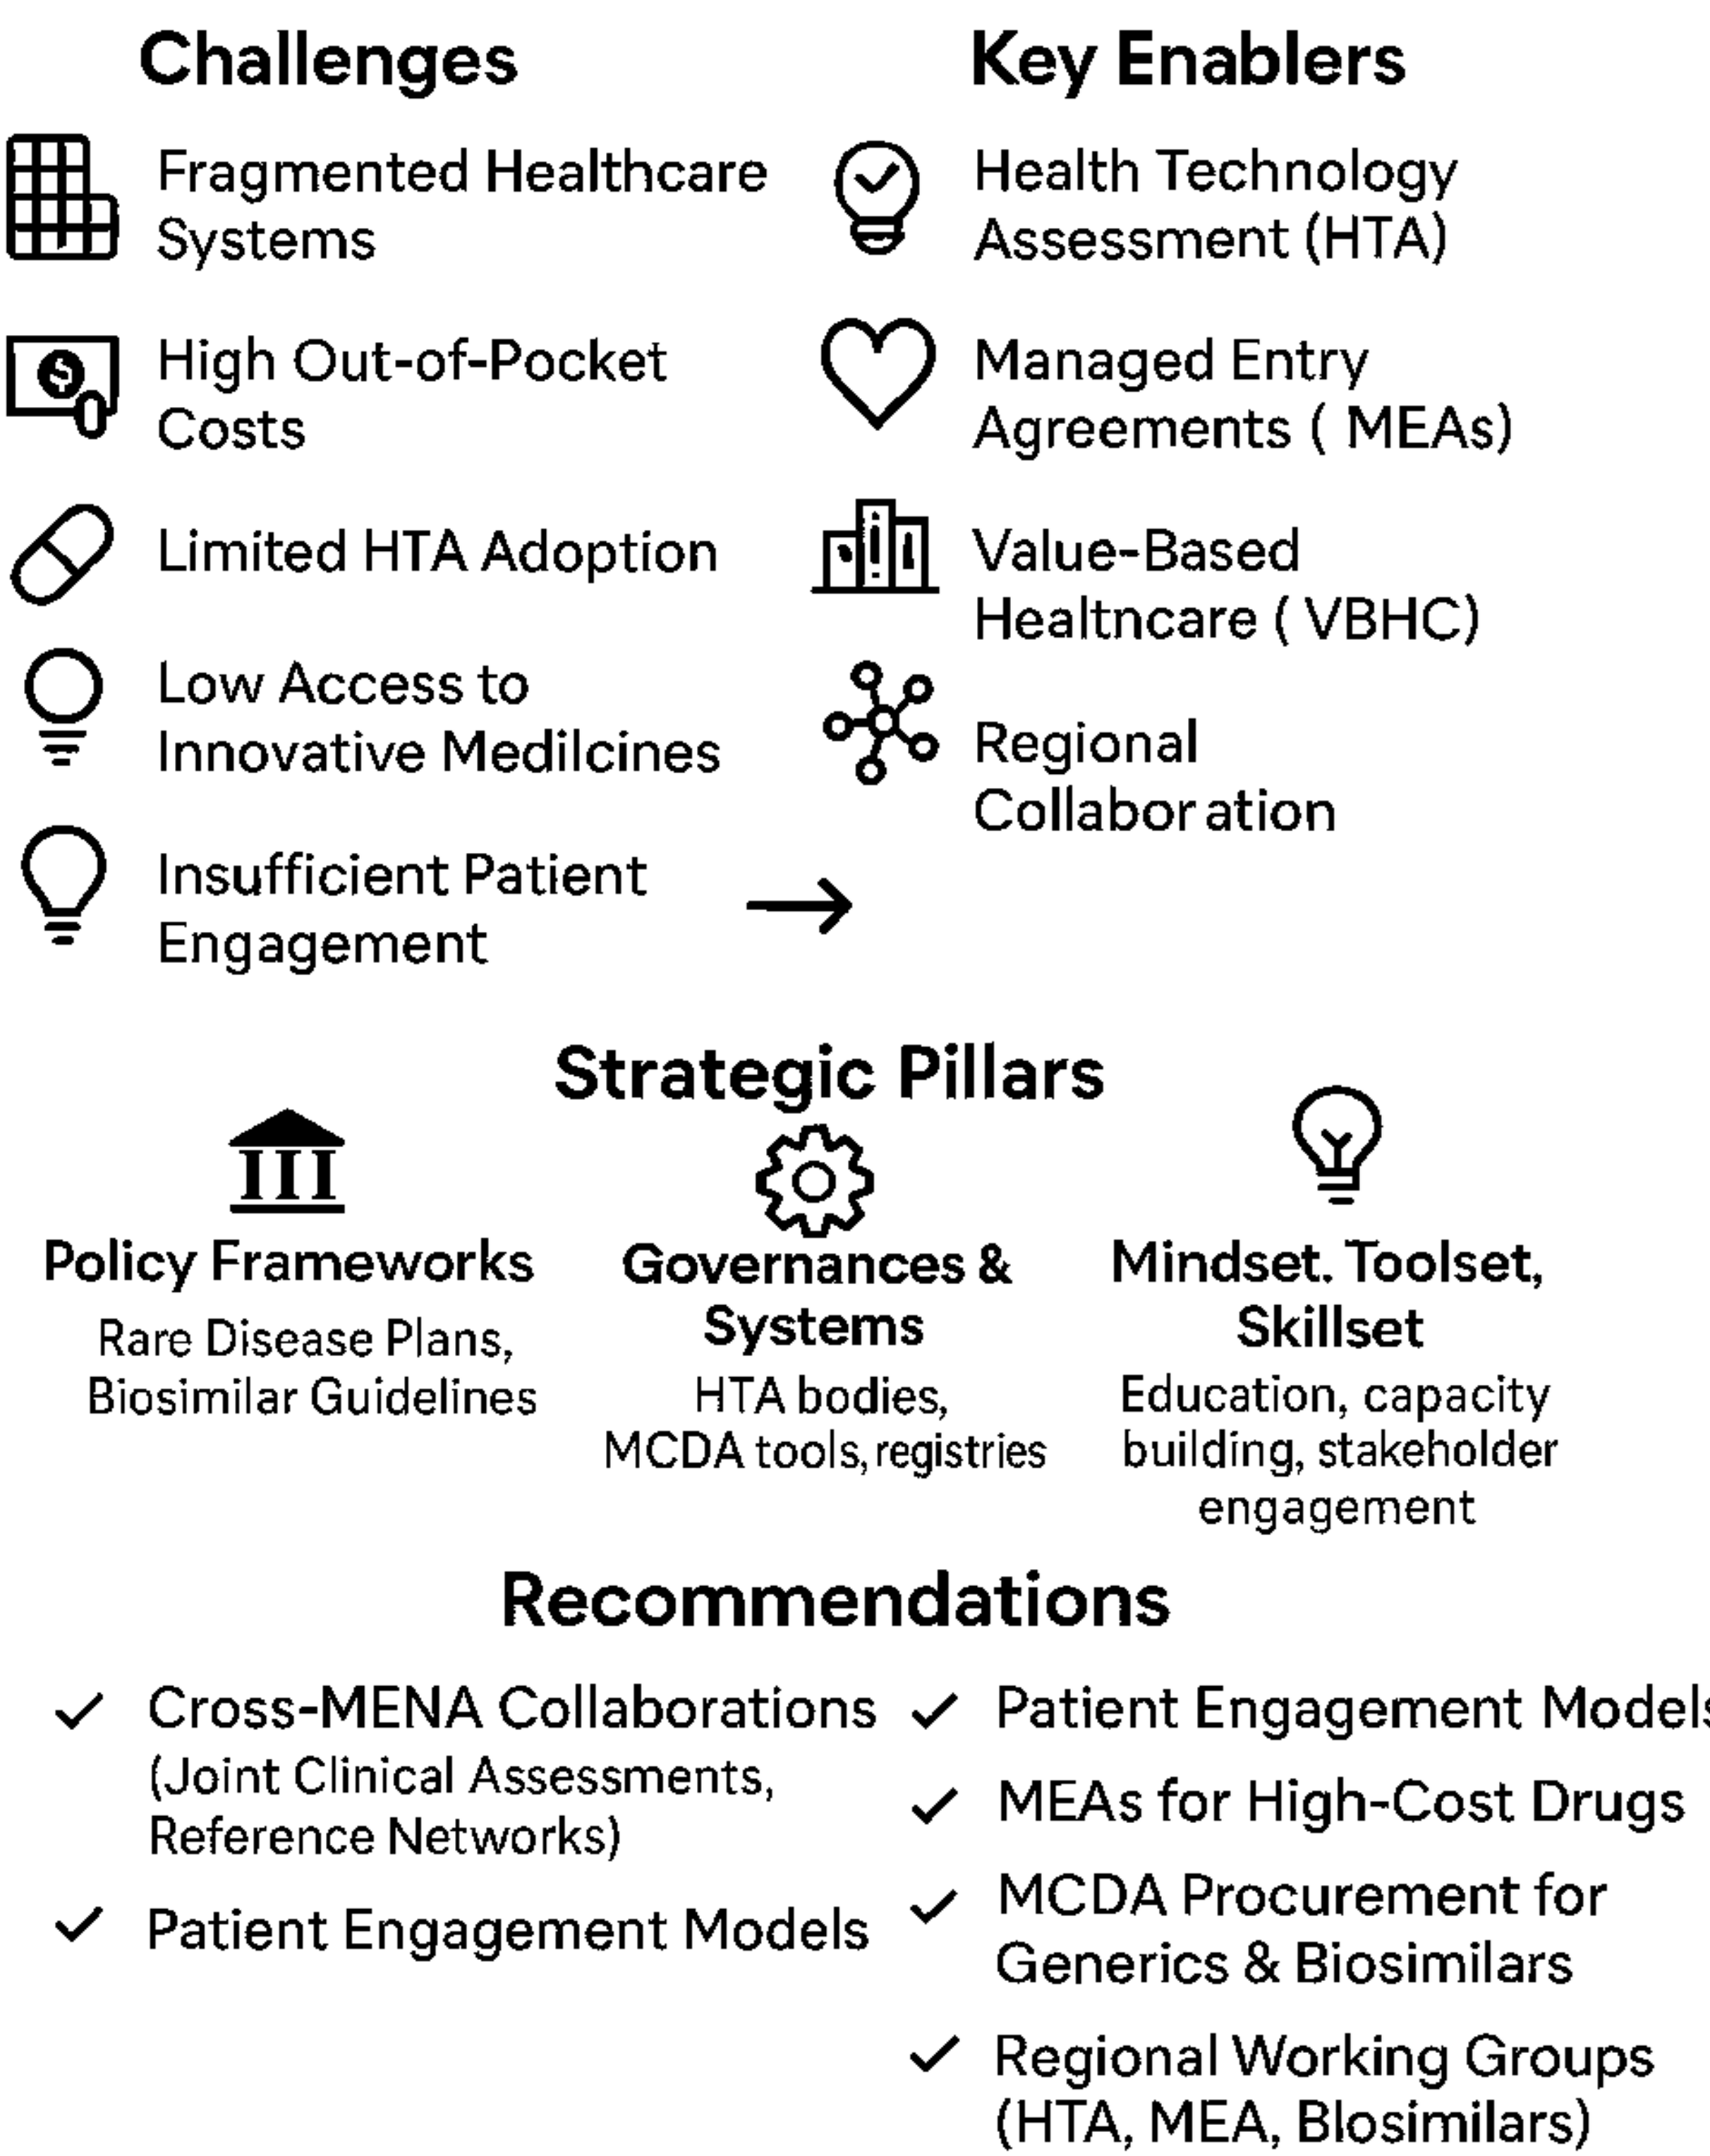 Challenges
Fragmented Healthcare
Systems
High Out-of-Pocket
Costs
Limited HTA Adoption
Low Access to
Innovative Medilcines
Insufficient Patient
Engagement
Key Enablers
Health Technology
Assessment (HTA)
Managed Entry
Agreements ( MEAs)
Value-Based
Healtncare ( VBHC)
Regional
Collaboration
Strategic Pillars
Policy Frameworks
Rare Disease Plans,
Biosimilar Guidelines
Governances &
Systems
HTA bodies,
MCDA tools, registries
Mindset. Toolset,
Skillset
Education, capacity
building, stakeholder
engagement
Recommendations
Cross-MENA Collaborations
(Joint Clinical Assessments,
Reference Networks)
Patient Engagement Models
Patient Engagement Models
MEAs for High-Cost Drugs
MCDA Procurement for
Generics & Biosimilars
Regional Working Groups
(HTA, MEA, Blosimilars)